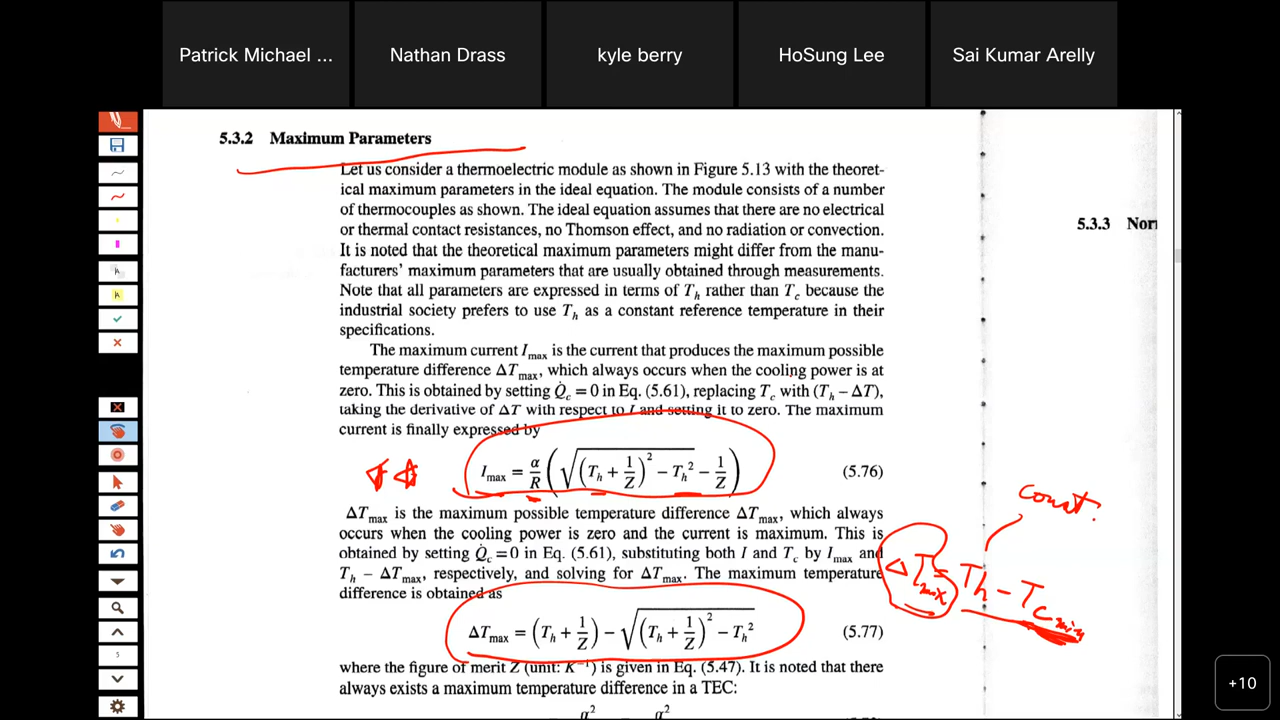 Patrick Michael ...
Nathan Drass
kyle berry
HoSung Lee
Sai Kumar Arelly
5.3.2 Maximum Parameters
Let us consider a thermoelectric module as shown in Figure 5.13 with the theoret-
ical maximum parameters in the ideal equation. The module consists of a number
of thermocouples as shown. The ideal equation assumes that there are no electrical
or thermal contact resistances, no Thomson effect, and no radiation or convection.
It is noted that the theoretical maximum parameters might differ from the manu-
facturers' maximum parameters that are usually obtained through measurements.
Note that all parameters are expressed in terms of T_h rather than T_c because the
industrial society prefers to use T_h as a constant reference temperature in their
specifications.
The maximum current I_max is the current that produces the maximum possible
temperature difference ΔT_max, which always occurs when the cooling power is at
zero. This is obtained by setting Q̇_c = 0 in Eq. (5.61), replacing T_c with (T_h − ΔT),
taking the derivative of ΔT with respect to I and setting it to zero. The maximum
current is finally expressed by
I_max = α/R (√((T_h + 1/Z)² − T_h²) − 1/Z) (5.76)
ΔT_max is the maximum possible temperature difference ΔT_max, which always
occurs when the cooling power is zero and the current is maximum. This is
obtained by setting Q̇_c = 0 in Eq. (5.61), substituting both I and T_c by I_max and
T_h − ΔT_max, respectively, and solving for ΔT_max. The maximum temperature
difference is obtained as
ΔT_max = (T_h + 1/Z) − √((T_h + 1/Z)² − T_h²) (5.77)
where the figure of merit Z (unit: K⁻¹) is given in Eq. (5.47). It is noted that there
always exists a maximum temperature difference in a TEC:
5.3.3 Nor
const.
ΔT_max = Th − Tc min
5
+10